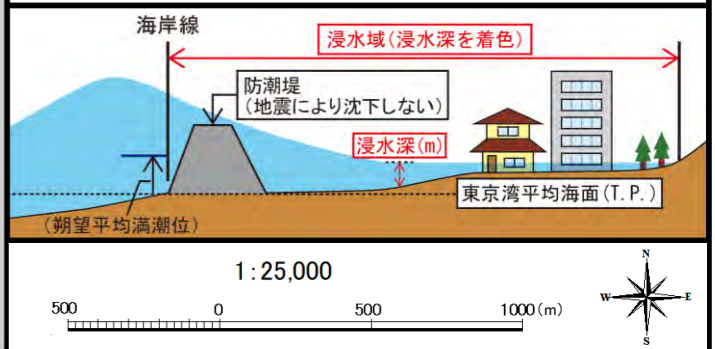 海岸線
浸水域(浸水深を着色)
防潮堤
(地震により沈下しない)
浸水深(m)
東京湾平均海面(T.P.)
(朔望平均満潮位)
1:25,000
500 0 500 1000(m)
N
W E
S